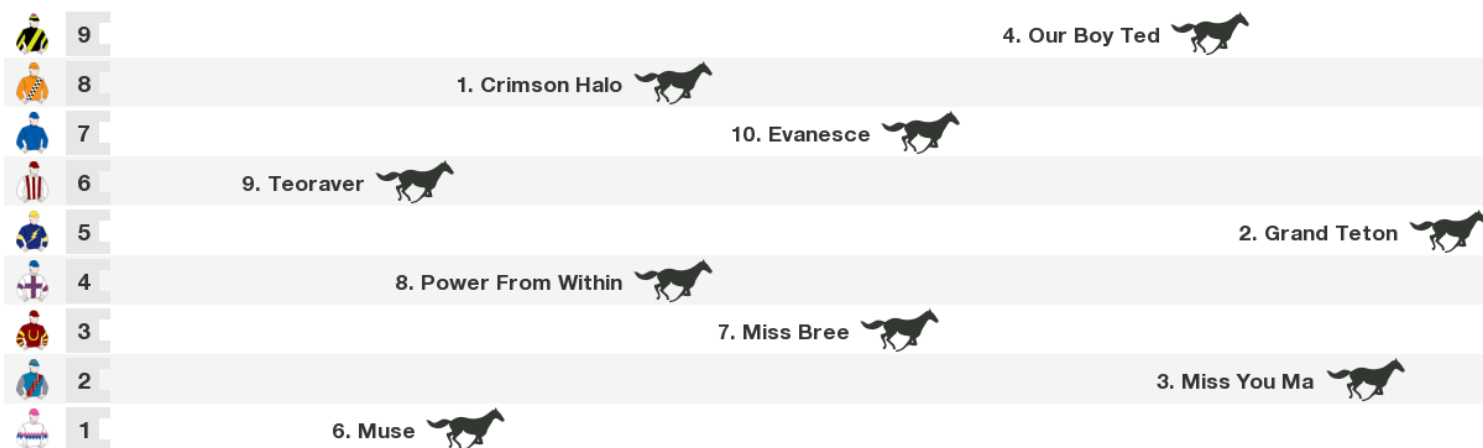 9 4. Our Boy Ted
8 1. Crimson Halo
7 10. Evanesce
6 9. Teoraver
5 2. Grand Teton
4 8. Power From Within
3 7. Miss Bree
2 3. Miss You Ma
1 6. Muse